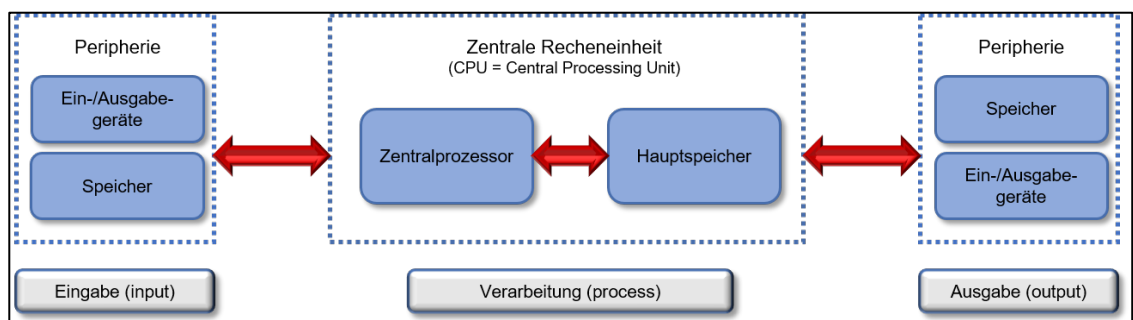 Peripherie
Ein-/Ausgabe-
geräte
Speicher
Zentrale Recheneinheit
(CPU = Central Processing Unit)
Zentralprozessor
Hauptspeicher
Peripherie
Speicher
Ein-/Ausgabe-
geräte
Eingabe (input)
Verarbeitung (process)
Ausgabe (output)